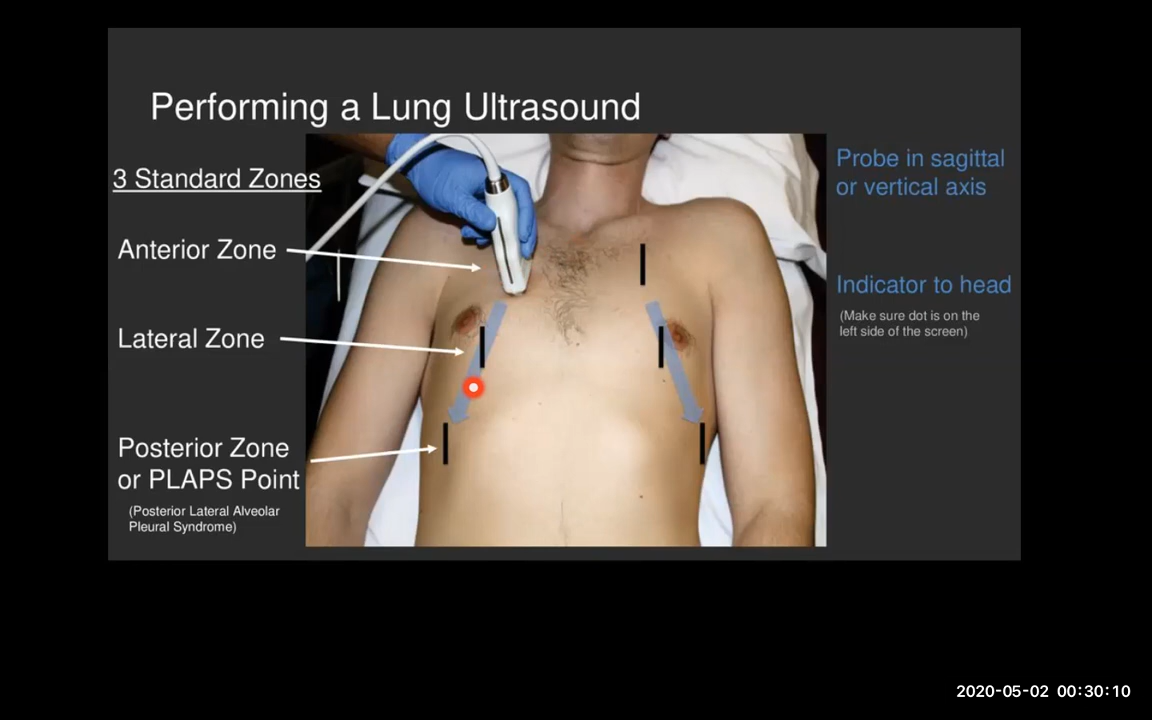 Performing a Lung Ultrasound
3 Standard Zones
Anterior Zone
Lateral Zone
Posterior Zone
or PLAPS Point
(Posterior Lateral Alveolar
Pleural Syndrome)
Probe in sagittal
or vertical axis
Indicator to head
(Make sure dot is on the
left side of the screen)
2020-05-02 00:30:10